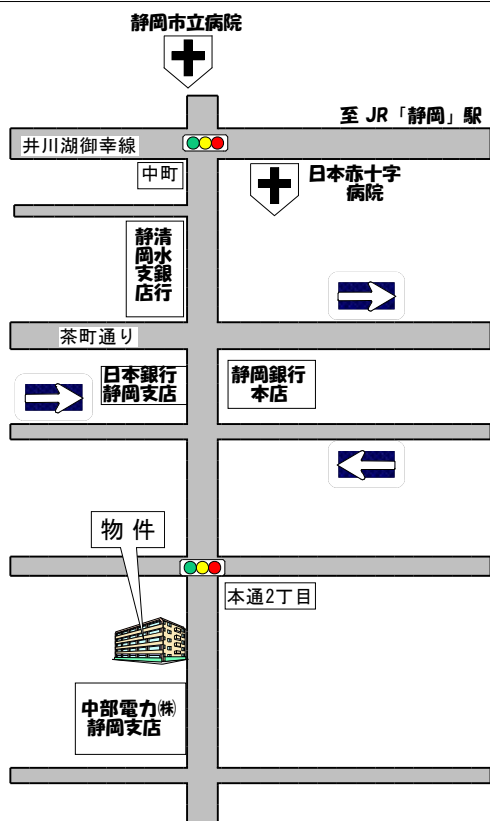 静岡市立病院
至 JR「静岡」駅
井川湖御幸線
中町
日本赤十字
病院
清水銀行
静岡支店
茶町通り
日本銀行
静岡支店
静岡銀行
本店
物 件
本通2丁目
中部電力㈱
静岡支店